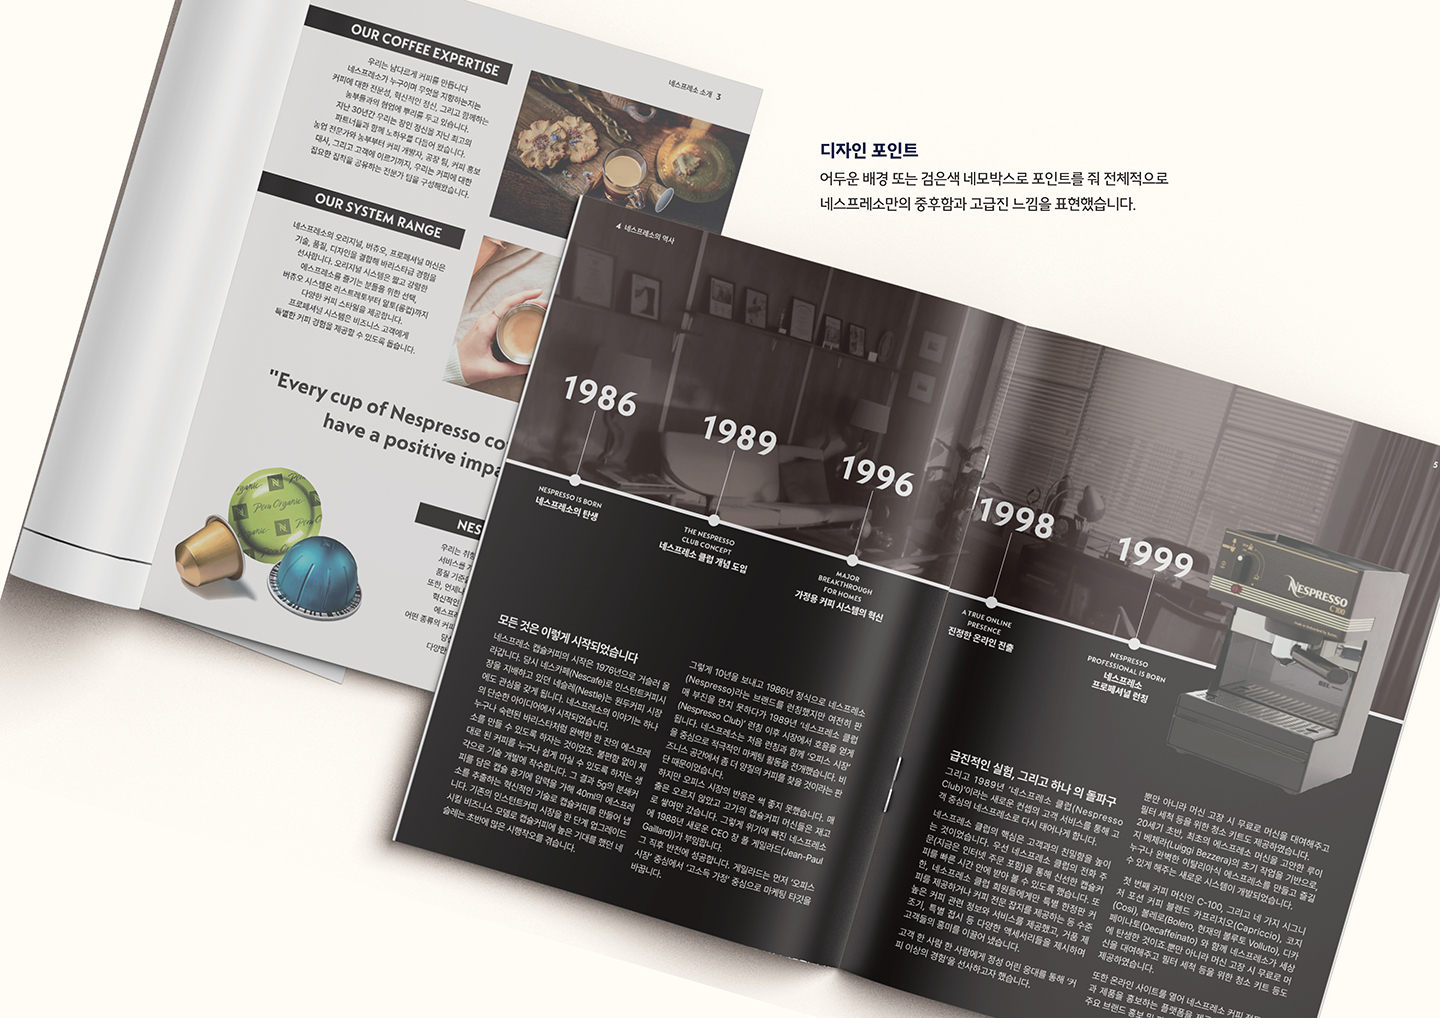 OUR COFFEE EXPERTISE
우리는 남다르게 커피를 만듭니다
네스프레소가 누구이며 무엇을 지향하는지는
커피에 대한 전문성, 혁신적인 정신, 그리고 함께하는
농부들과의 협업에 뿌리를 두고 있습니다.
지난 30년간 우리는 장인 정신을 지닌 최고의
파트너들과 함께 노하우를 다듬어 왔습니다.
농업 전문가와 농부부터 커피 개발자, 공장 팀, 커피 홍보
대사, 그리고 고객에 이르기까지, 우리는 커피에 대한
집요한 집착을 공유하는 전문가 팀을 구성해왔습니다.
네스프레소 소개 3
OUR SYSTEM RANGE
네스프레소의 오리지널, 버츄오, 프로페셔널 머신은
기술, 품질, 디자인을 결합해 바리스타급 경험을
선사합니다. 오리지널 시스템은 짧고 강렬한
에스프레소를 즐기는 분들을 위한 선택,
버츄오 시스템은 리스트레토부터 알토(용컵)까지
다양한 커피 스타일을 제공합니다.
프로페셔널 시스템은 비즈니스 고객에게
특별한 커피 경험을 제공할 수 있도록 돕습니다.
"Every cup of Nespresso co
have a positive impa
Organic
Peru Organic
NES
우리는 취
서비스를
품질 기준
또한, 언제나
혁신적인
에스프레
어떤 종류의 커피
다양한
디자인 포인트
어두운 배경 또는 검은색 네모박스로 포인트를 줘 전체적으로
네스프레소만의 중후함과 고급진 느낌을 표현했습니다.
4 네스프레소의 역사
5
1986
NESPRESSO IS BORN
네스프레소의 탄생
1989
THE NESPRESSO
CLUB CONCEPT
네스프레소 클럽 개념 도입
1996
MAJOR
BREAKTHROUGH
FOR HOMES
가정용 커피 시스템의 혁신
1998
A TRUE ONLINE
PRESENCE
진정한 온라인 진출
1999
NESPRESSO
PROFESSIONAL IS BORN
네스프레소
프로페셔널 런칭
NESPRESSO
C100
모든 것은 이렇게 시작되었습니다
네스프레소 캡슐커피의 시작은 1976년으로 거슬러 올
라갑니다. 당시 네스카페(Nescafe)로 인스턴트커피시
장을 지배하고 있던 네슬레(Nestle)는 원두커피 시장
에도 관심을 갖게 됩니다. 네스프레소의 이야기는 하나
의 단순한 아이디어에서 시작되었습니다.
누구나 숙련된 바리스타처럼 완벽한 한 잔의 에스프레
소를 만들 수 있도록 하자는 것이었죠. 불편함 없이 제
대로 된 커피를 누구나 쉽게 마실 수 있도록 하자는 생
각으로 기술 개발에 착수합니다. 그 결과 5g의 분쇄커
피를 담은 캡슐 용기에 압력을 가해 40ml의 에스프레
소를 추출하는 혁신적인 기술로 캡슐커피를 만들어 냅
니다. 기존의 인스턴트커피 시장을 한 단계 업그레이드
시킬 비즈니스 모델로 캡슐커피에 높은 기대를 했던 네
슬레는 초반에 많은 시행착오를 겪습니다.
그렇게 10년을 보내고 1986년 정식으로 네스프레소
(Nespresso)라는 브랜드를 런칭했지만 여전히 판
매 부진을 면치 못하다가 1989년 '네스프레소 클럽
(Nespresso Club)' 런칭 이후 시장에서 호응을 얻게
됩니다. 네스프레소는 처음 런칭과 함께 '오피스 시장'
을 중심으로 적극적인 마케팅 활동을 전개했습니다. 비
즈니스 공간에서 좀 더 양질의 커피를 찾을 것이라는 판
단 때문이었습니다.
하지만 오피스 시장의 반응은 썩 좋지 못했습니다. 매
출은 오르지 않았고 고가의 캡슐커피 머신들은 재고
로 쌓여만 갔습니다. 그렇게 위기에 빠진 네스프레소
에 1988년 새로운 CEO 장 폴 게일라드(Jean-Paul
Gaillard)가 부임합니다.
그 직후 반전에 성공합니다. 게일라드는 먼저 '오피스
시장' 중심에서 '고소득 가정' 중심으로 마케팅 타깃을
바꿉니다.
급진적인 실험, 그리고 하나 의 돌파구
그리고 1989년 '네스프레소 클럽(Nespresso
Club)'이라는 새로운 컨셉의 고객 서비스를 통해 고
객 중심의 네스프레소로 다시 태어나게 합니다.
네스프레소 클럽의 핵심은 고객과의 친밀함을 높이
는 것이었습니다. 우선 네스프레소 클럽의 전화 주
문(지금은 인터넷 주문 포함)을 통해 신선한 캡슐커
피를 빠른 시간 안에 받아 볼 수 있도록 했습니다. 또
한, 네스프레소 클럽 회원들에게만 특별 한정판 커
피를 제공하거나 커피 전문 잡지를 제공하는 등 수준
높은 커피 관련 정보와 서비스를 제공했고, 거품 제
조기, 특별 접시 등 다양한 액세서리들을 제시하며
고객들의 흥미를 이끌어 냈습니다.
고객 한 사람 한 사람에게 정성 어린 응대를 통해 '커
피 이상의 경험'을 선사하고자 했습니다.
뿐만 아니라 머신 고장 시 무료로 머신을 대여해주고
필터 세척 등을 위한 청소 키트도 제공하였습니다.
20세기 초반, 최초의 에스프레소 머신을 고안한 루이
지 베제라(Luiggi Bezzera)의 초기 작업을 기반으로,
누구나 완벽한 이탈리아식 에스프레소를 만들고 즐길
수 있게 해주는 새로운 시스템이 개발되었습니다.
첫 번째 커피 머신인 C-100, 그리고 네 가지 시그니
처 포션 커피 블렌드 카프리치오(Capriccio), 코지
(Cosi), 볼레로(Bolero, 현재의 볼루토 Volluto), 디카
페이나토(Decaffeinato) 와 함께 네스프레소가 세상
에 탄생한 것이죠.뿐만 아니라 머신 고장 시 무료로 머
신을 대여해주고 필터 세척 등을 위한 청소 키트 등도
제공하였습니다.
또한 온라인 사이트를 열어 네스프레소 커피
과 제품을 홍보하는 플랫폼을
주요 브랜드 홍보 및